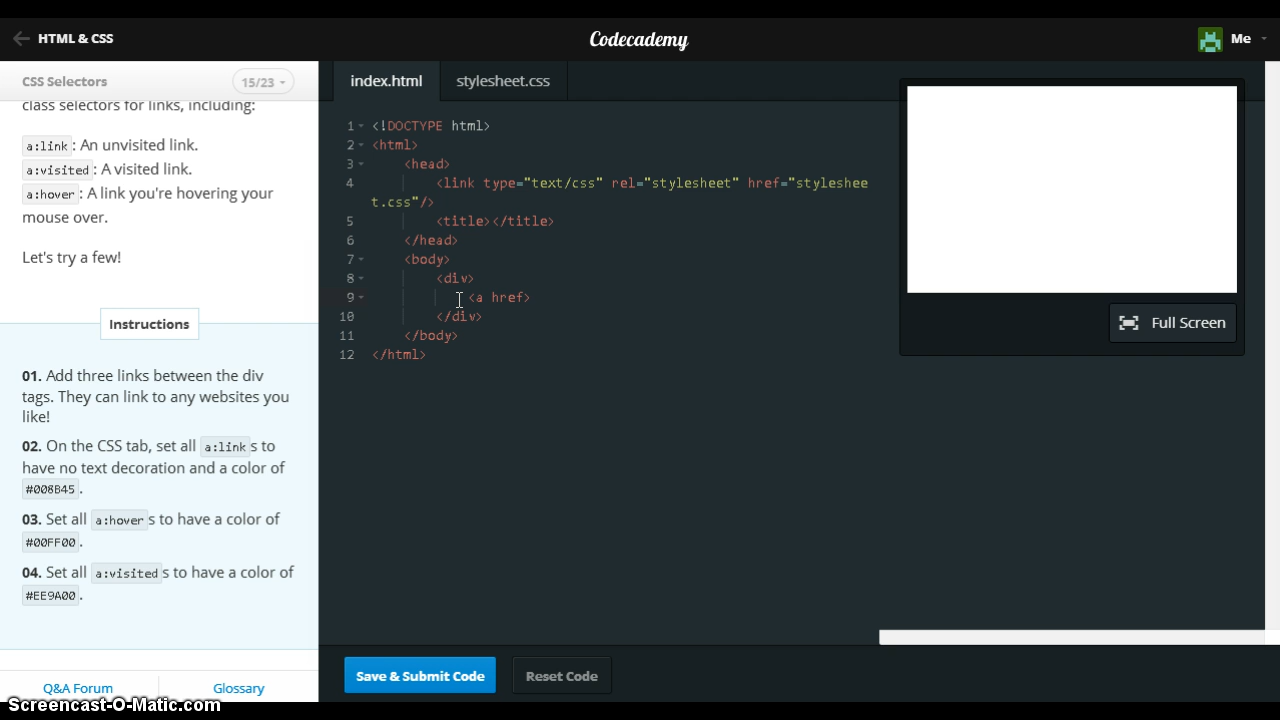 HTML & CSS
Codecademy
Me
CSS Selectors
15/23
class selectors for links, including:
a:link: An unvisited link.
a:visited: A visited link.
a:hover: A link you're hovering your
mouse over.
Let's try a few!
Instructions
01. Add three links between the div
tags. They can link to any websites you
like!
02. On the CSS tab, set all a:links to
have no text decoration and a color of
#008B45.
03. Set all a:hovers to have a color of
#00FF00.
04. Set all a:visiteds to have a color of
#EE9A00.
Q&A Forum
Glossary
index.html
stylesheet.css
1 <!DOCTYPE html>
2 <html>
3 <head>
4 <link type="text/css" rel="stylesheet" href="styleshee
t.css"/>
5 <title></title>
6 </head>
7 <body>
8 <div>
9 <a href>
10 </div>
11 </body>
12 </html>
Full Screen
Save & Submit Code
Reset Code
Screencast-O-Matic.com